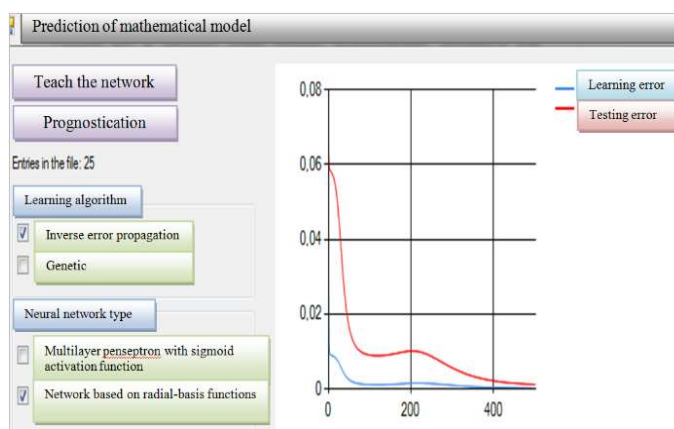 Prediction of mathematical model
Teach the network
Prognostication
Entries in the file: 25
Learning algorithm
Inverse error propagation
Genetic
Neural network type
Multilayer penseptron with sigmoid
activation function
Network based on radial-basis functions
0,08
0,06
0,04
0,02
0
0
200
400
Learning error
Testing error